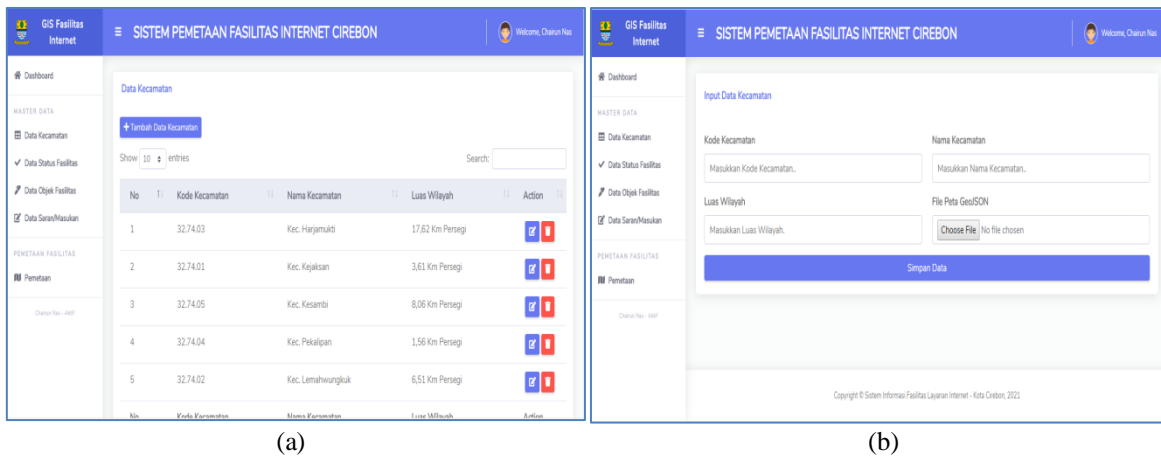 GIS Fasilitas
Internet
≡ SISTEM PEMETAAN FASILITAS INTERNET CIREBON
Welcome, Chairun Nas
Dashboard
MASTER DATA
Data Kecamatan
Data Status Fasilitas
Data Objek Fasilitas
Data Saran/Masukan
PEMETAAN FASILITAS
Pemetaan
Data Kecamatan
+ Tambah Data Kecamatan
Show 10 entries Search:
No Kode Kecamatan Nama Kecamatan Luas Wilayah Action
1 32.74.03 Kec. Harjamukti 17,62 Km Persegi
2 32.74.01 Kec. Kejaksan 3,61 Km Persegi
3 32.74.05 Kec. Kesambi 8,06 Km Persegi
4 32.74.04 Kec. Pekalipan 1,56 Km Persegi
5 32.74.02 Kec. Lemahwungkuk 6,51 Km Persegi
No Kode Kecamatan Nama Kecamatan Luas Wilayah Action
(a)
GIS Fasilitas
Internet
≡ SISTEM PEMETAAN FASILITAS INTERNET CIREBON
Welcome, Chairun Nas
Dashboard
MASTER DATA
Data Kecamatan
Data Status Fasilitas
Data Objek Fasilitas
Data Saran/Masukan
PEMETAAN FASILITAS
Pemetaan
Input Data Kecamatan
Kode Kecamatan Nama Kecamatan
Masukkan Kode Kecamatan.. Masukkan Nama Kecamatan..
Luas Wilayah File Peta GeoJSON
Masukkan Luas Wilayah. Choose File No file chosen
Simpan Data
Copyright © Sistem Informasi Fasilitas Layanan Internet - Kota Cirebon, 2021
(b)